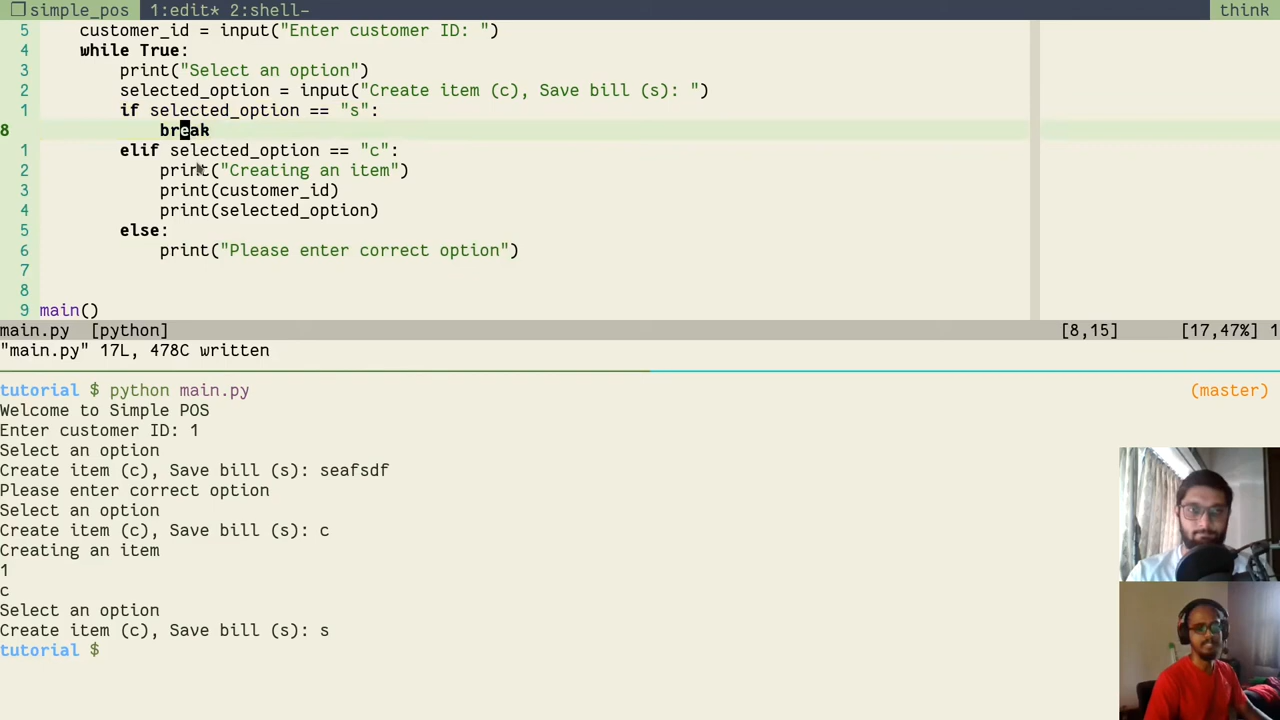 simple_pos 1:edit* 2:shell- think
5 customer_id = input("Enter customer ID: ")
4 while True:
3 print("Select an option")
2 selected_option = input("Create item (c), Save bill (s): ")
1 if selected_option == "s":
8 break
1 elif selected_option == "c":
2 print("Creating an item")
3 print(customer_id)
4 print(selected_option)
5 else:
6 print("Please enter correct option")
7
8
9 main()
main.py [python] [8,15] [17,47%] 1
"main.py" 17L, 478C written
tutorial $ python main.py (master)
Welcome to Simple POS
Enter customer ID: 1
Select an option
Create item (c), Save bill (s): seafsdf
Please enter correct option
Select an option
Create item (c), Save bill (s): c
Creating an item
1
c
Select an option
Create item (c), Save bill (s): s
tutorial $